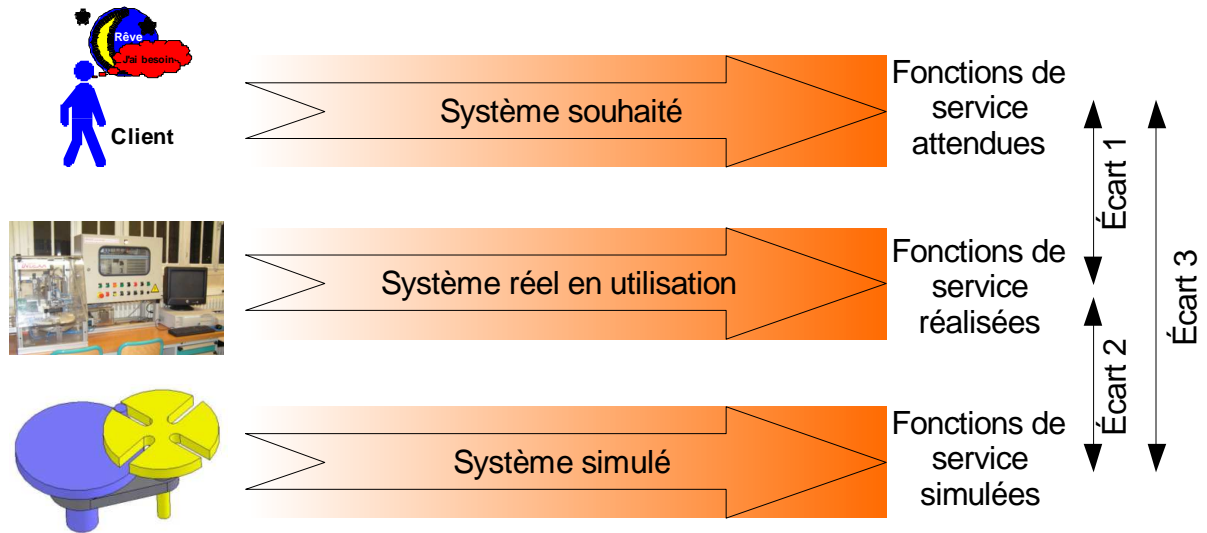 Rêve
J'ai besoin
Client
Système souhaité
Fonctions de
service
attendues
Écart 1
Système réel en utilisation
Fonctions de
service
réalisées
Écart 2
Écart 3
Système simulé
Fonctions de
service
simulées